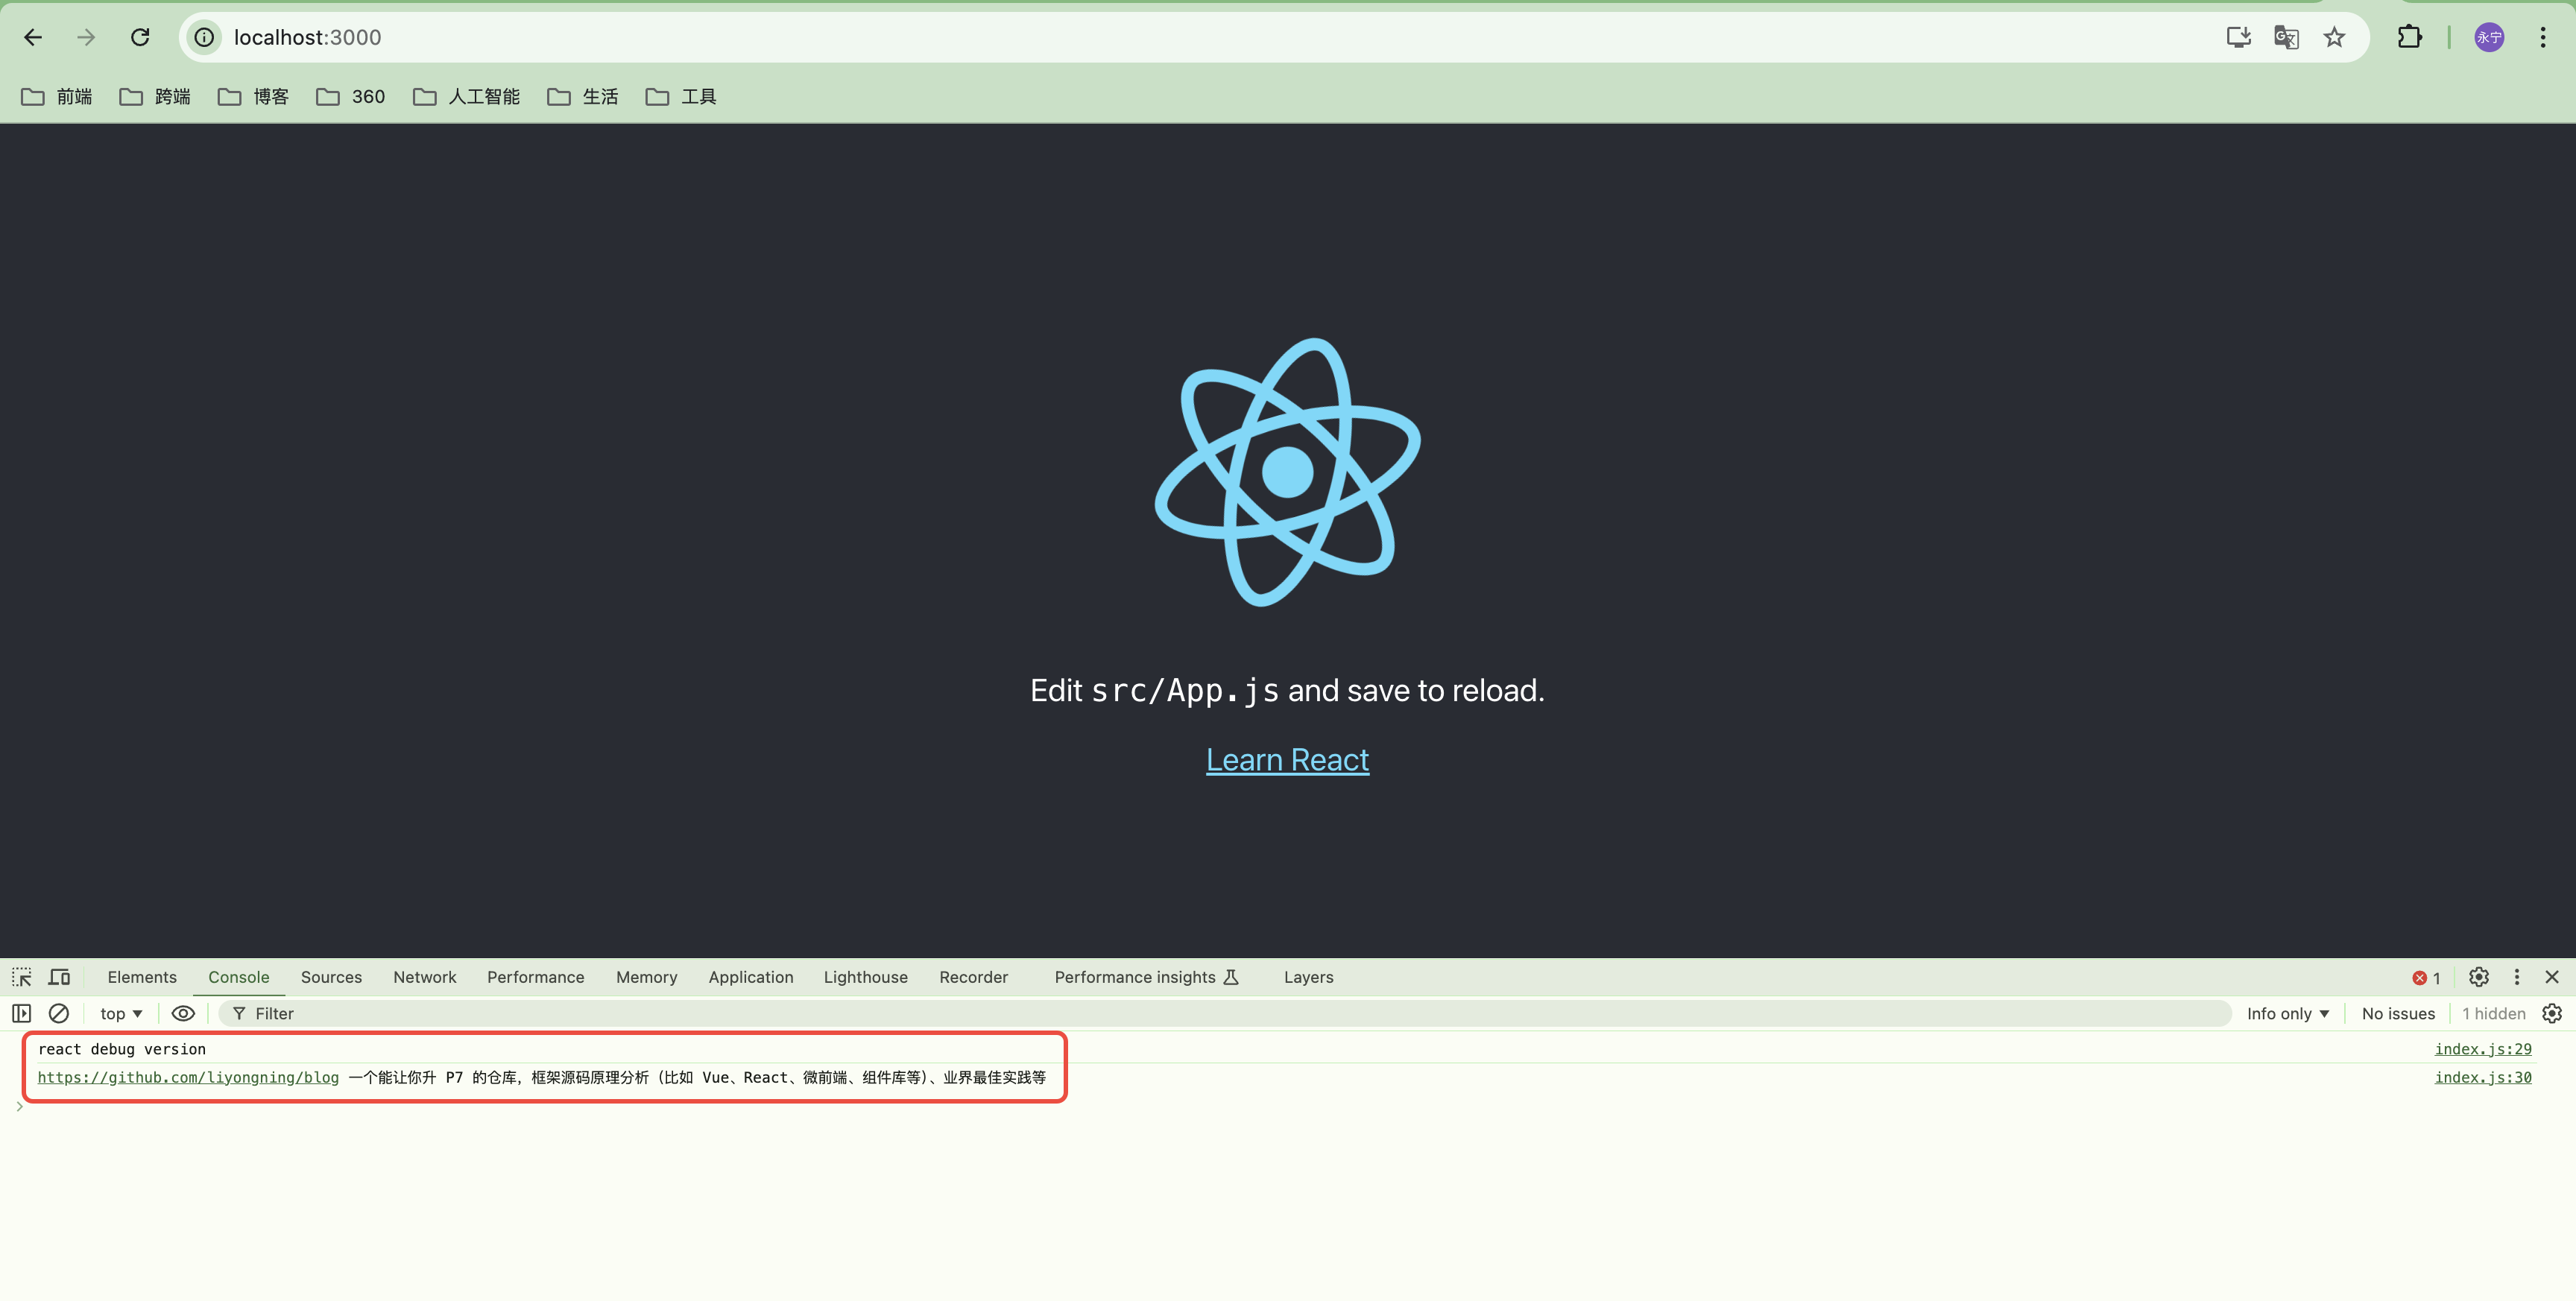 localhost:3000
永宁
前端 跨端 博客 360 人工智能 生活 工具
Edit src/App.js and save to reload.
Learn React
Elements Console Sources Network Performance Memory Application Lighthouse Recorder Performance insights Layers 1
top Filter Info only No issues 1 hidden
react debug version index.js:29
https://github.com/liyongning/blog 一个能让你升 P7 的仓库，框架源码原理分析（比如 Vue、React、微前端、组件库等）、业界最佳实践等 index.js:30